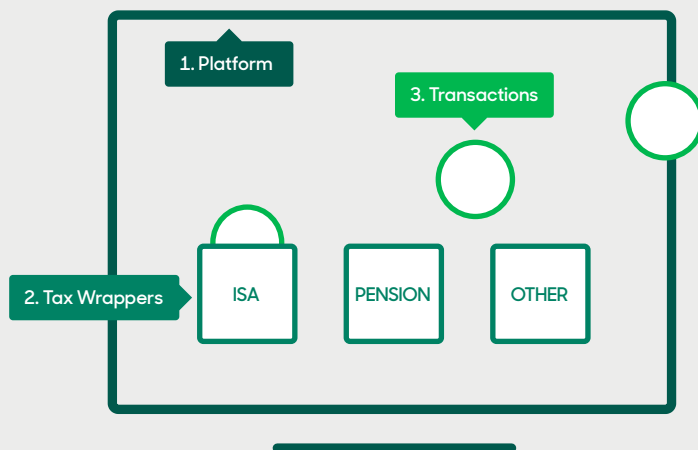 1. Platform
3. Transactions
2. Tax Wrappers
ISA
PENSION
OTHER